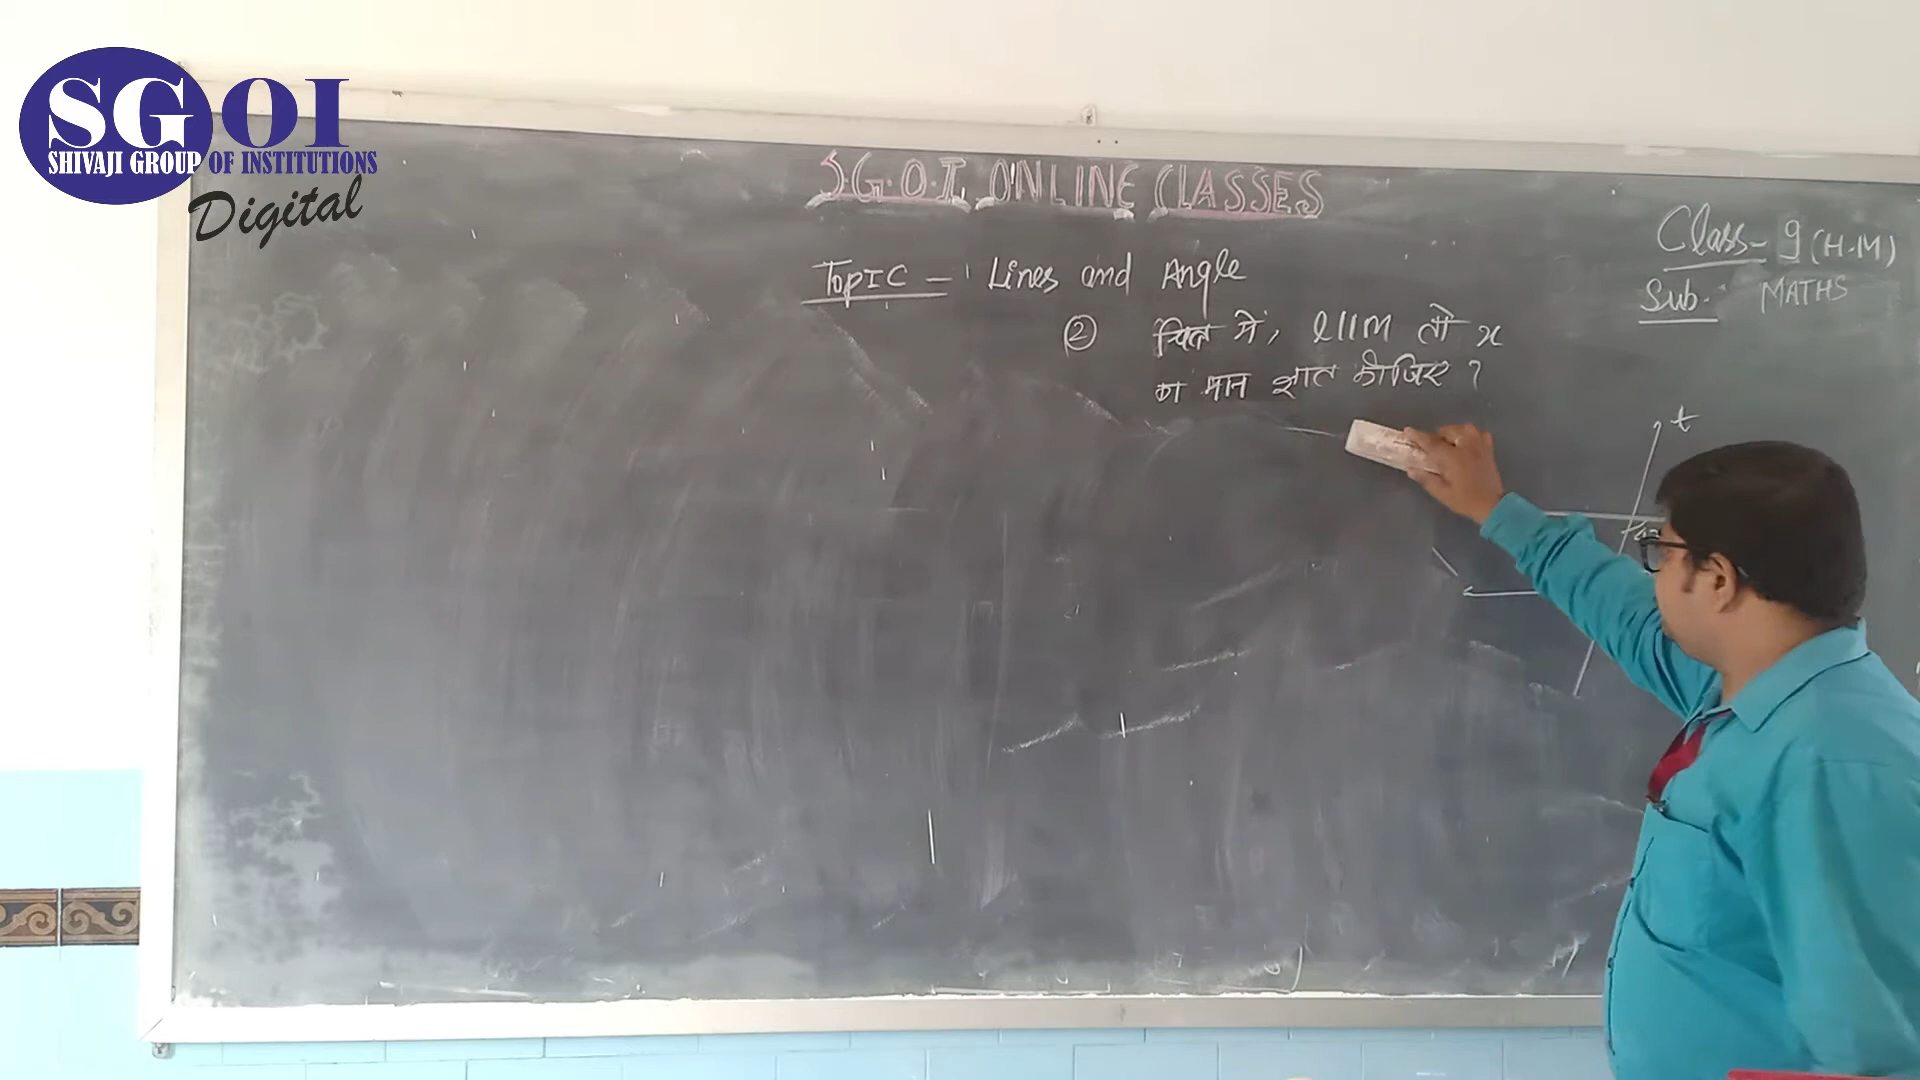 SGOI
SHIVAJI GROUP OF INSTITUTIONS
Digital
S.G.O.I. ONLINE CLASSES
Class- 9 (H.M)
Sub.- MATHS
TOPIC - Lines and Angle
② चित्र में, l||m तो x
का मान ज्ञात कीजिए ?
t